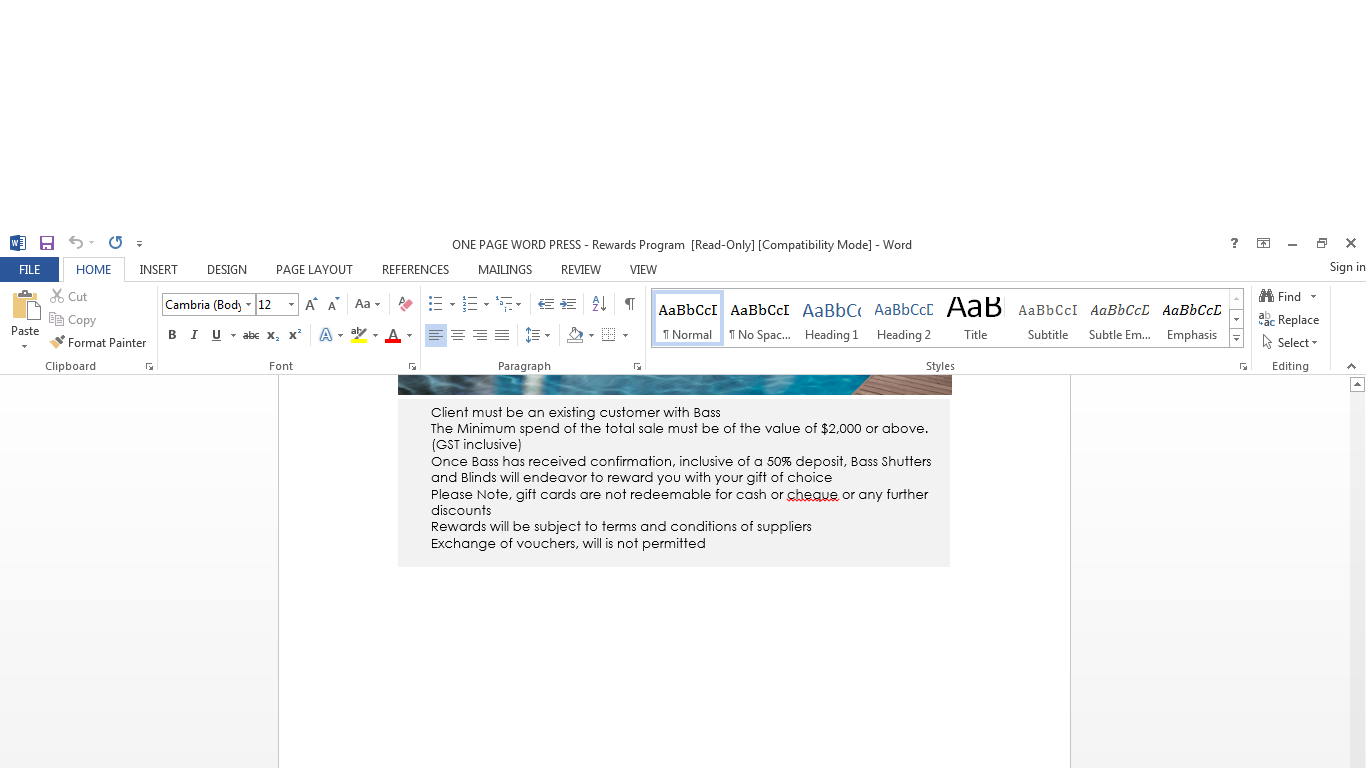 ONE PAGE WORD PRESS - Rewards Program [Read-Only] [Compatibility Mode] - Word
?
FILE HOME INSERT DESIGN PAGE LAYOUT REFERENCES MAILINGS REVIEW VIEW Sign in
Paste
Cut
Copy
Format Painter
Clipboard
Cambria (Body 12 A A Aa
B I U abc x₂ x² A ab A
Font
A Z ¶
Paragraph
AaBbCcI AaBbCcI AaBbCc AaBbCcD AaB AaBbCcI AaBbCcD AaBbCcD
¶ Normal ¶ No Spac... Heading 1 Heading 2 Title Subtitle Subtle Em... Emphasis
Styles
Find
Replace
Select
Editing
Client must be an existing customer with Bass
The Minimum spend of the total sale must be of the value of $2,000 or above.
(GST inclusive)
Once Bass has received confirmation, inclusive of a 50% deposit, Bass Shutters
and Blinds will endeavor to reward you with your gift of choice
Please Note, gift cards are not redeemable for cash or cheque or any further
discounts
Rewards will be subject to terms and conditions of suppliers
Exchange of vouchers, will is not permitted